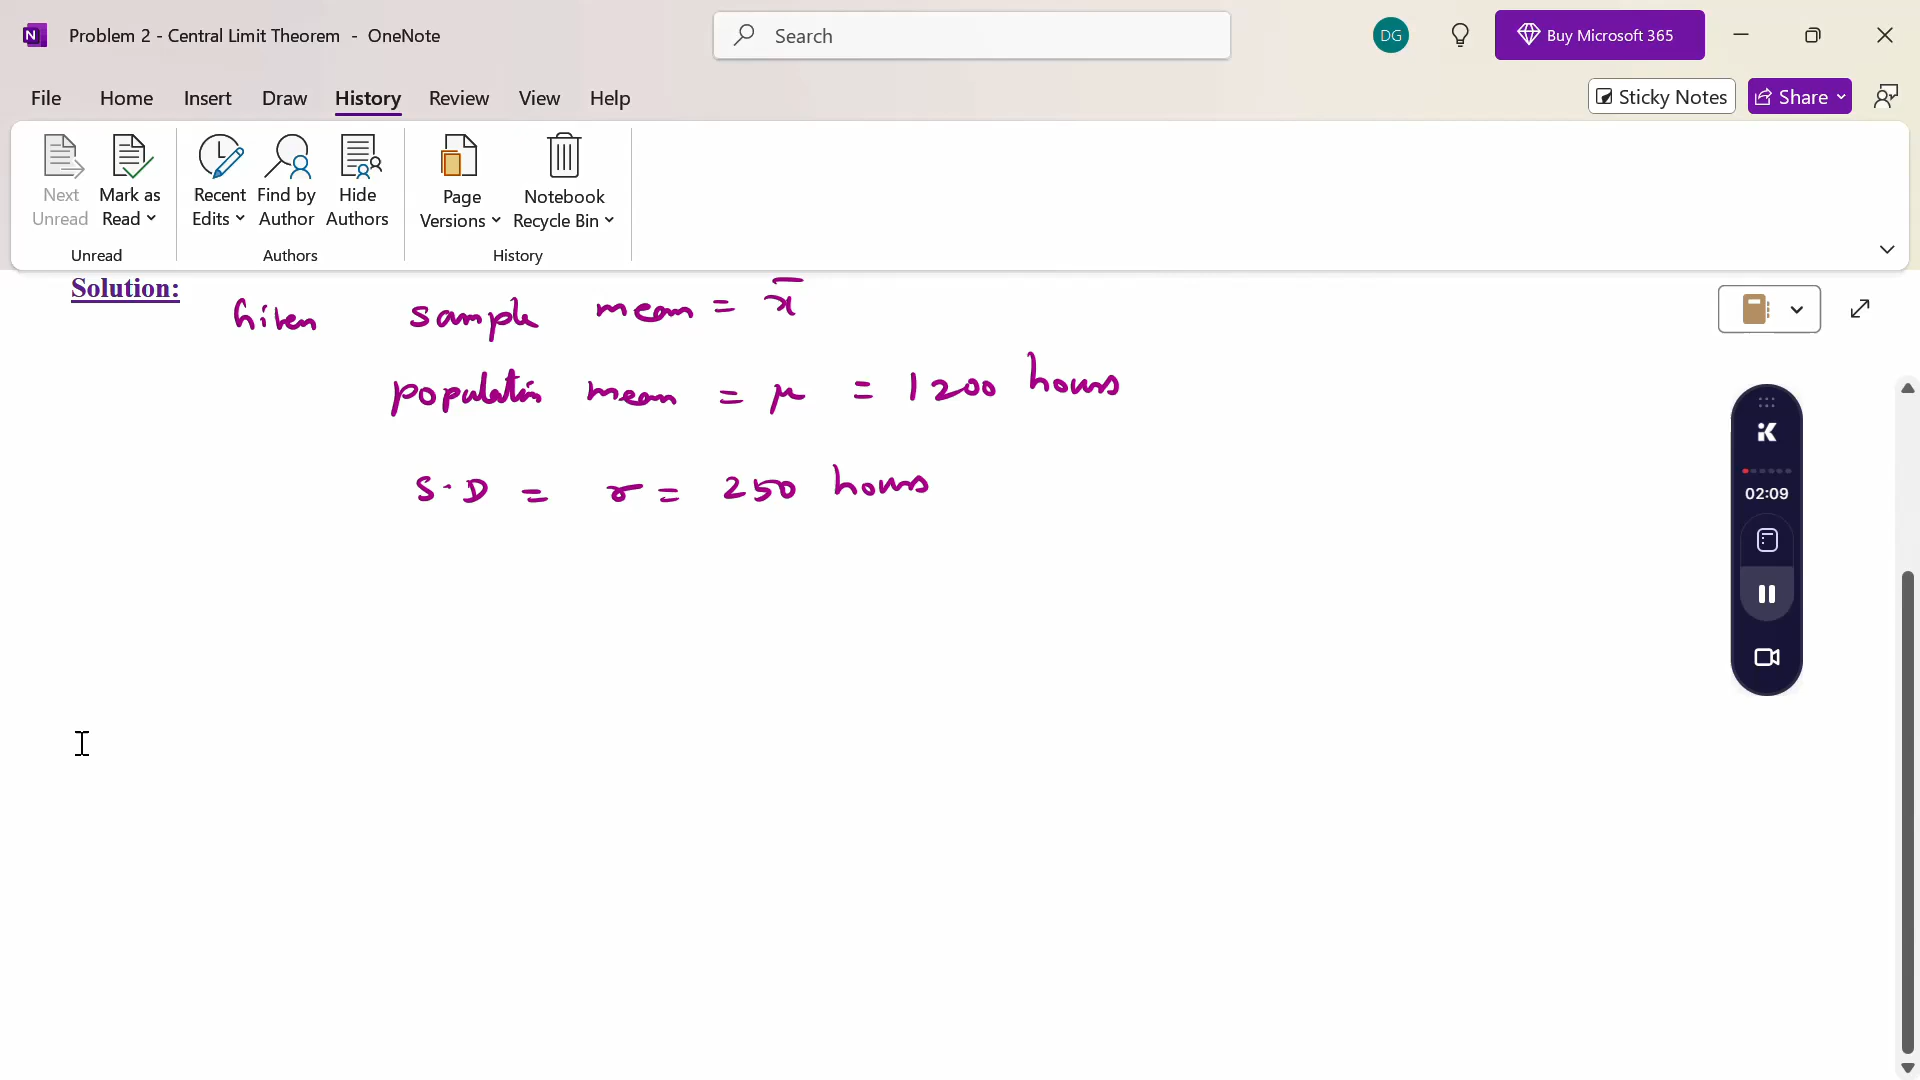 Problem 2 - Central Limit Theorem - OneNote
Search
DG
Buy Microsoft 365
File Home Insert Draw History Review View Help
Sticky Notes
Share
Next Unread
Mark as Read
Recent Edits
Find by Author
Hide Authors
Page Versions
Notebook Recycle Bin
Unread
Authors
History
Solution:
Given sample mean = x̄
population mean = μ = 1200 hours
S.D = σ = 250 hours
02:09